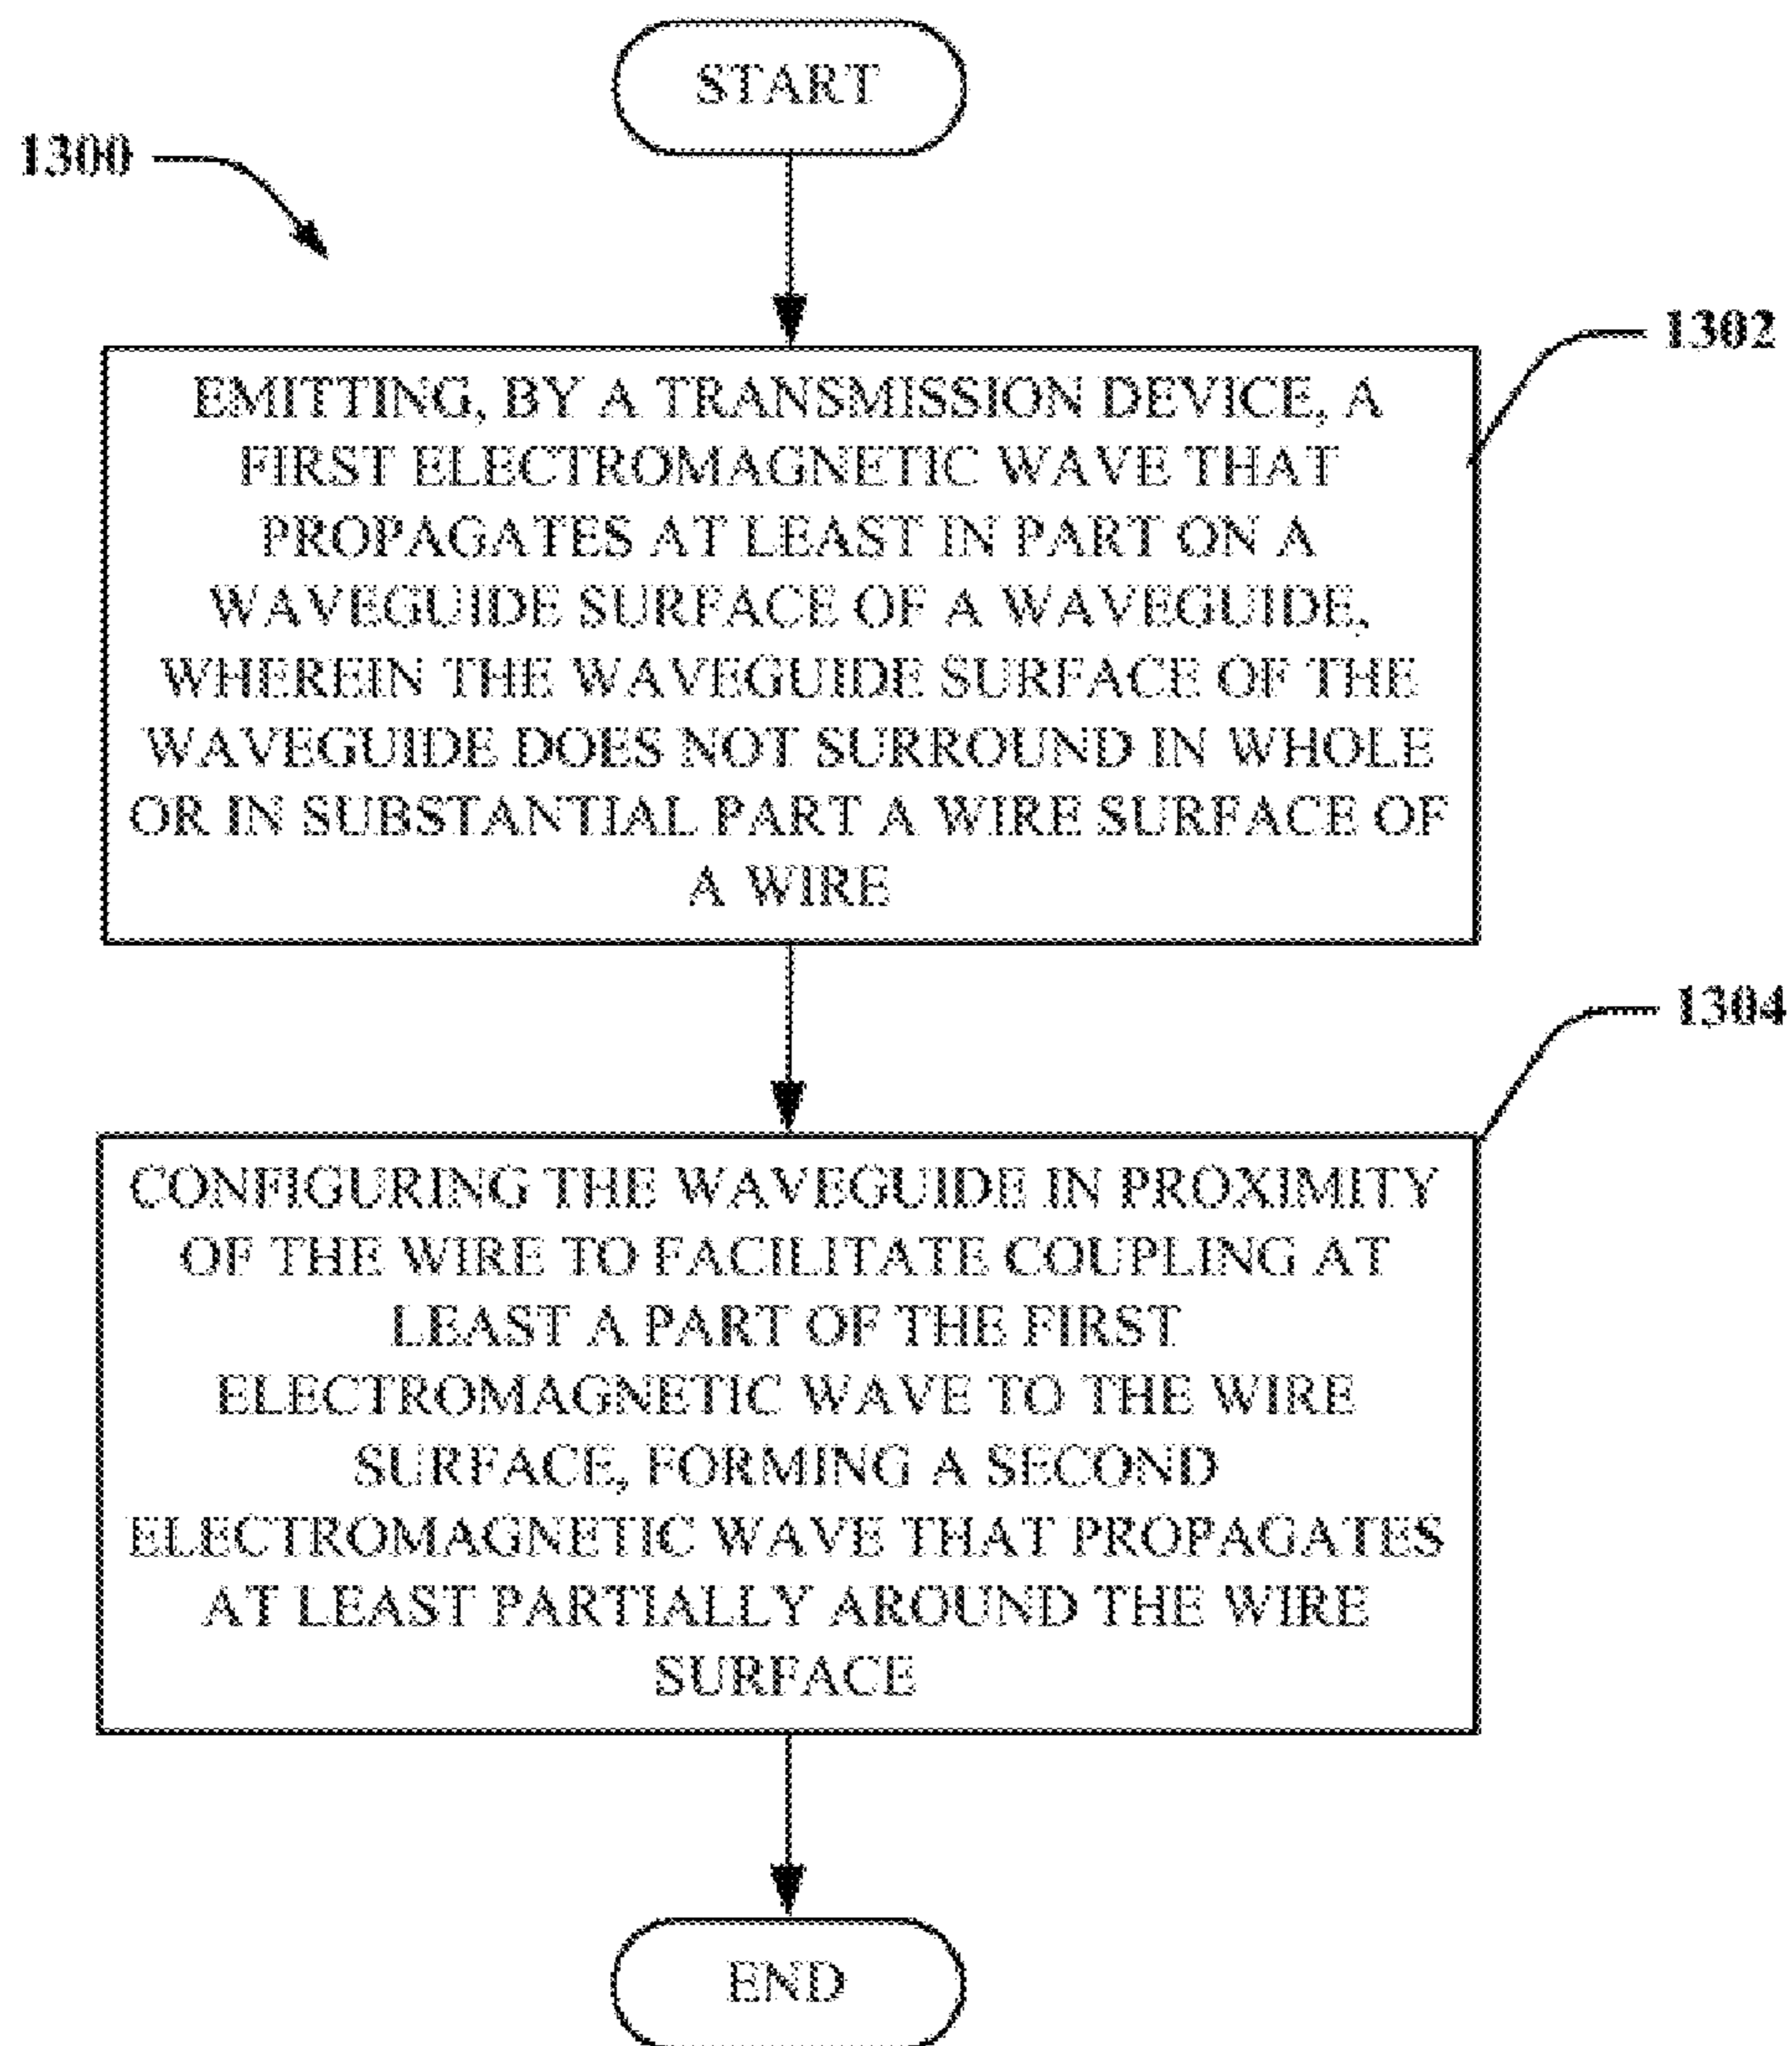 START
1300
1302
EMITTING, BY A TRANSMISSION DEVICE, A
FIRST ELECTROMAGNETIC WAVE THAT
PROPAGATES AT LEAST IN PART ON A
WAVEGUIDE SURFACE OF A WAVEGUIDE,
WHEREIN THE WAVEGUIDE SURFACE OF THE
WAVEGUIDE DOES NOT SURROUND IN WHOLE
OR IN SUBSTANTIAL PART A WIRE SURFACE OF
A WIRE
1304
CONFIGURING THE WAVEGUIDE IN PROXIMITY
OF THE WIRE TO FACILITATE COUPLING AT
LEAST A PART OF THE FIRST
ELECTROMAGNETIC WAVE TO THE WIRE
SURFACE, FORMING A SECOND
ELECTROMAGNETIC WAVE THAT PROPAGATES
AT LEAST PARTIALLY AROUND THE WIRE
SURFACE
END